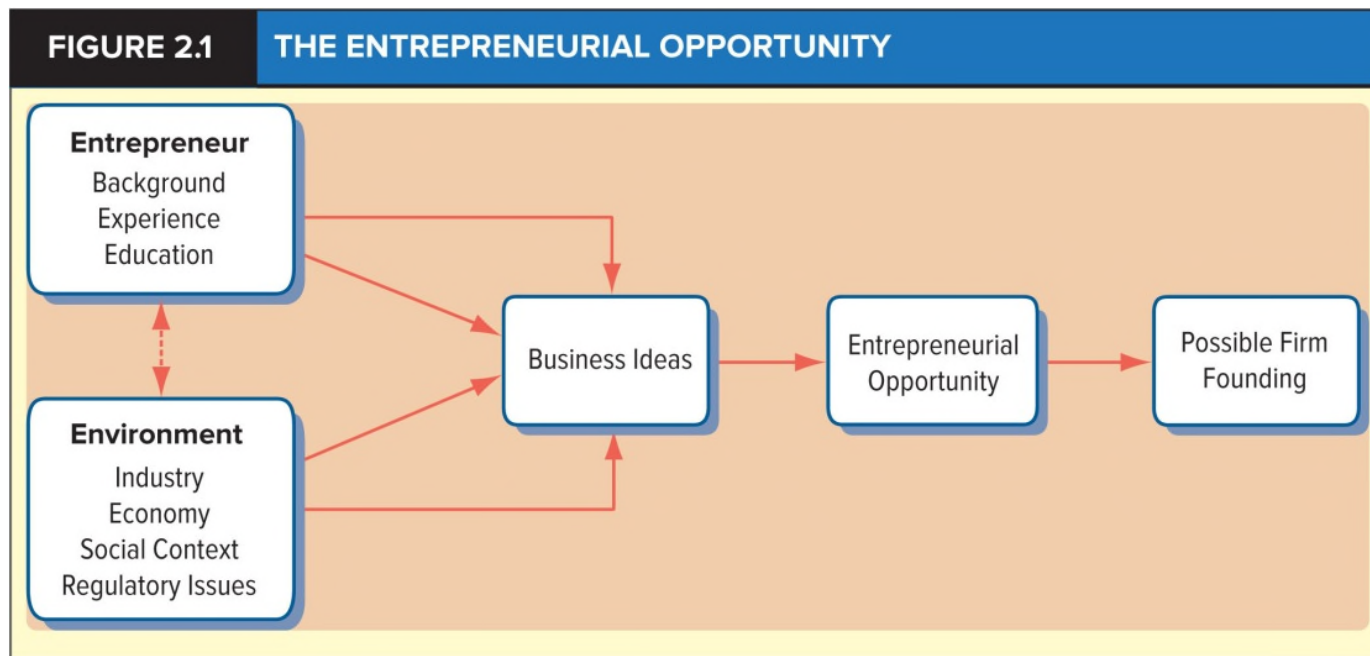 FIGURE 2.1
THE ENTREPRENEURIAL OPPORTUNITY
Entrepreneur
Background
Experience
Education
Environment
Industry
Economy
Social Context
Regulatory Issues
Business Ideas
Entrepreneurial
Opportunity
Possible Firm
Founding